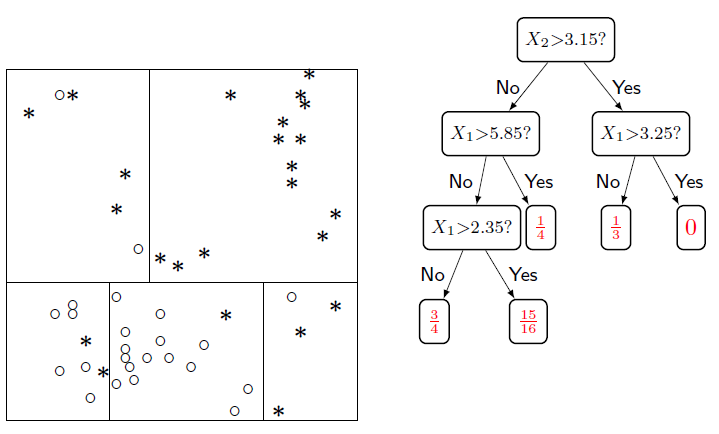 X₂>3.15?
No Yes
X₁>5.85? X₁>3.25?
No Yes No Yes
X₁>2.35? 1/4 1/3 0
No Yes
3/4 15/16